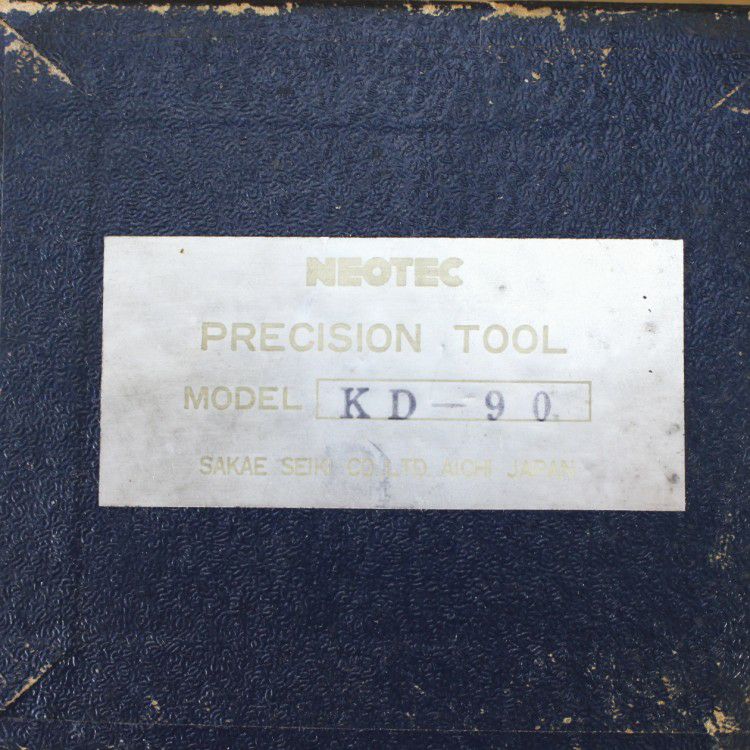 NEOTEC
PRECISION TOOL
MODEL KD-90
SAKAE SEIKI CO.,LTD. AICHI JAPAN